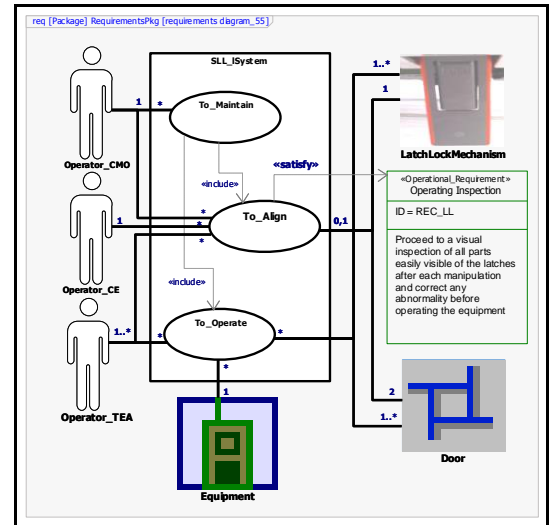 req [Package] RequirementsPkg [requirements diagram_55]
SLL_lSystem
1..*
To_Maintain
1
*
1
Operator_CMO
LatchLockMechanism
«satisfy»
«include»
«Operational_Requirement»
Operating Inspection
ID = REC_LL
*
To_Align
1
*
0,1
*
Proceed to a visual
inspection of all parts
easily visible of the latches
after each manipulation
and correct any
abnormality before
operating the equipment
Operator_CE
«include»
To_Operate
1..*
*
*
*
2
1..*
1
Operator_TEA
Door
Equipment